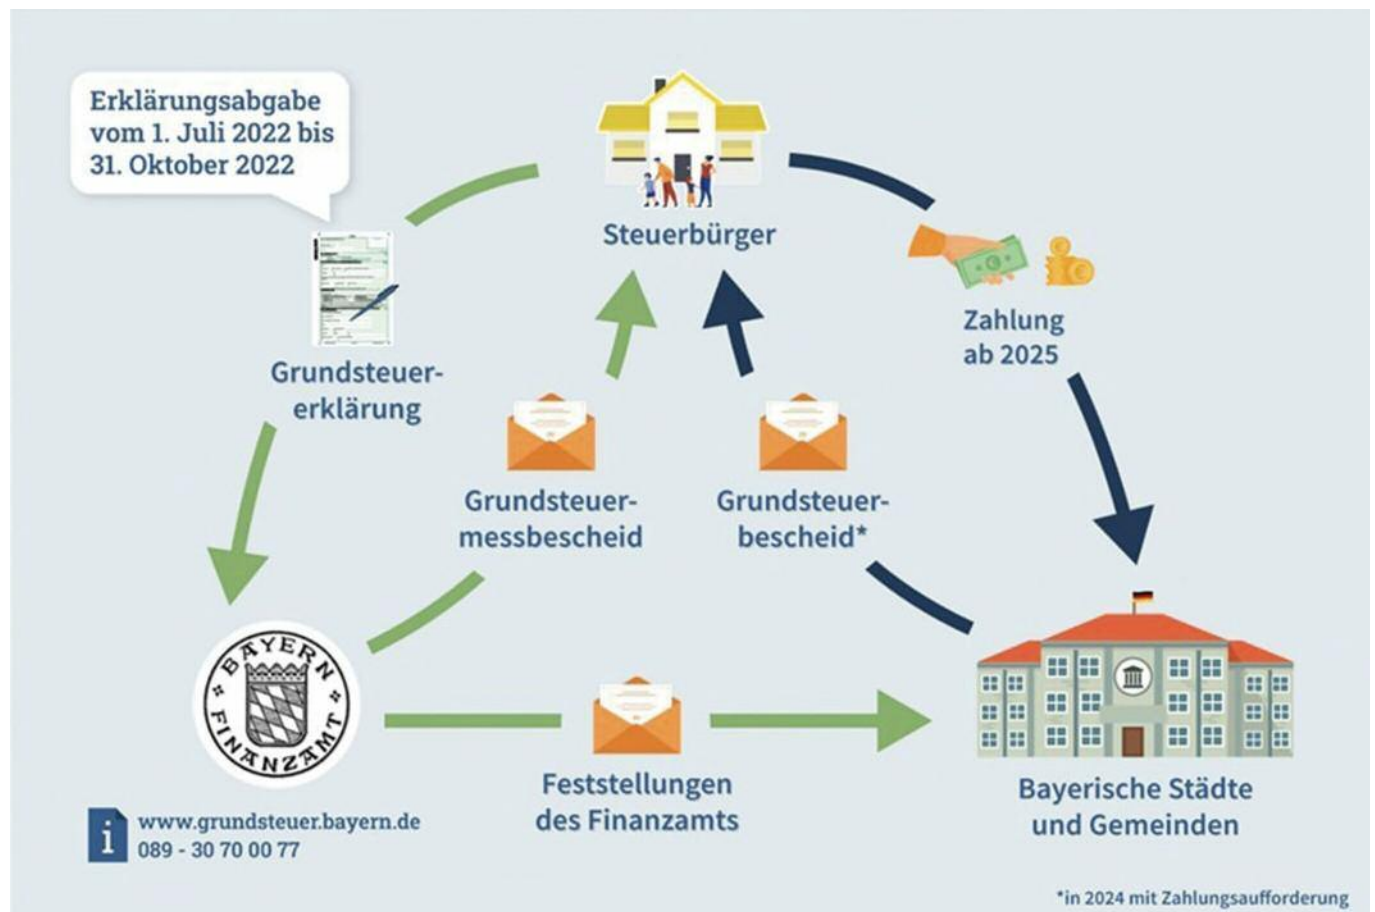 Erklärungsabgabe
vom 1. Juli 2022 bis
31. Oktober 2022
Steuerbürger
Zahlung
ab 2025
Grundsteuer-
erklärung
Grundsteuer-
messbescheid
Grundsteuer-
bescheid*
BAYERN
FINANZAMT
Feststellungen
des Finanzamts
Bayerische Städte
und Gemeinden
i
www.grundsteuer.bayern.de
089 - 30 70 00 77
*in 2024 mit Zahlungsaufforderung